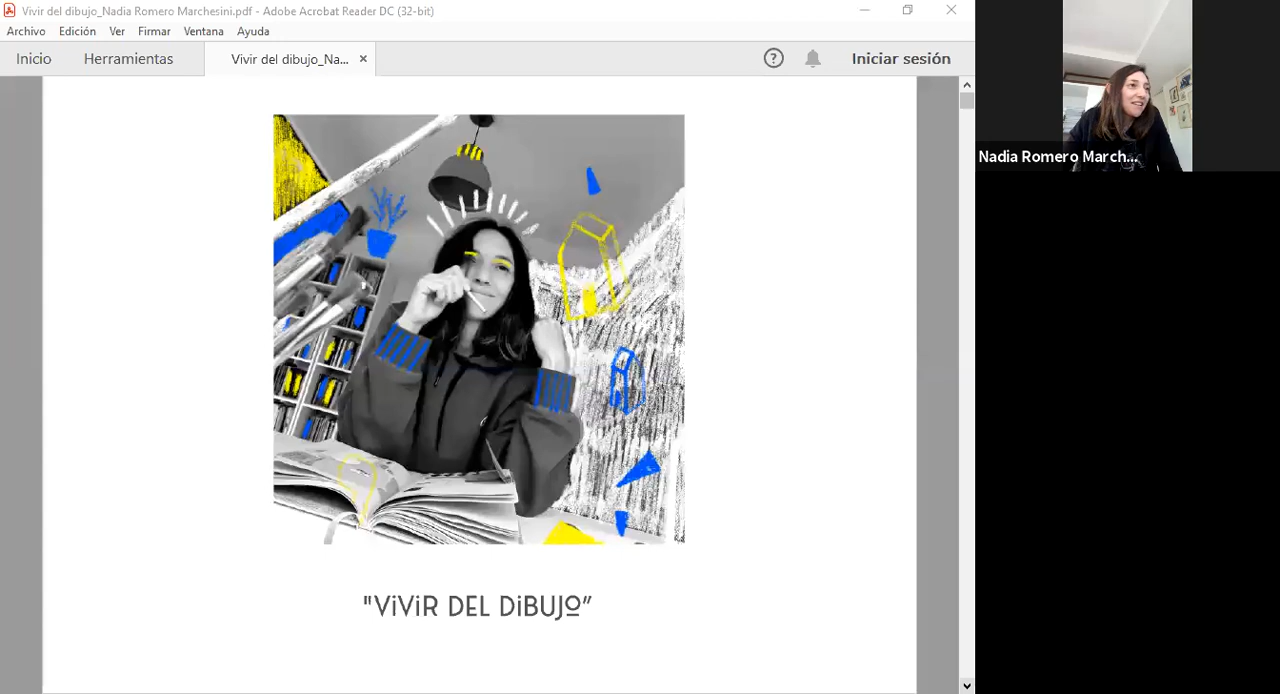 Vivir del dibujo_Nadia Romero Marchesini.pdf - Adobe Acrobat Reader DC (32-bit)
Archivo Edición Ver Firmar Ventana Ayuda
Inicio Herramientas Vivir del dibujo_Na... × ? Iniciar sesión
Nadia Romero March...
"ViViR DEL DiBUJO"